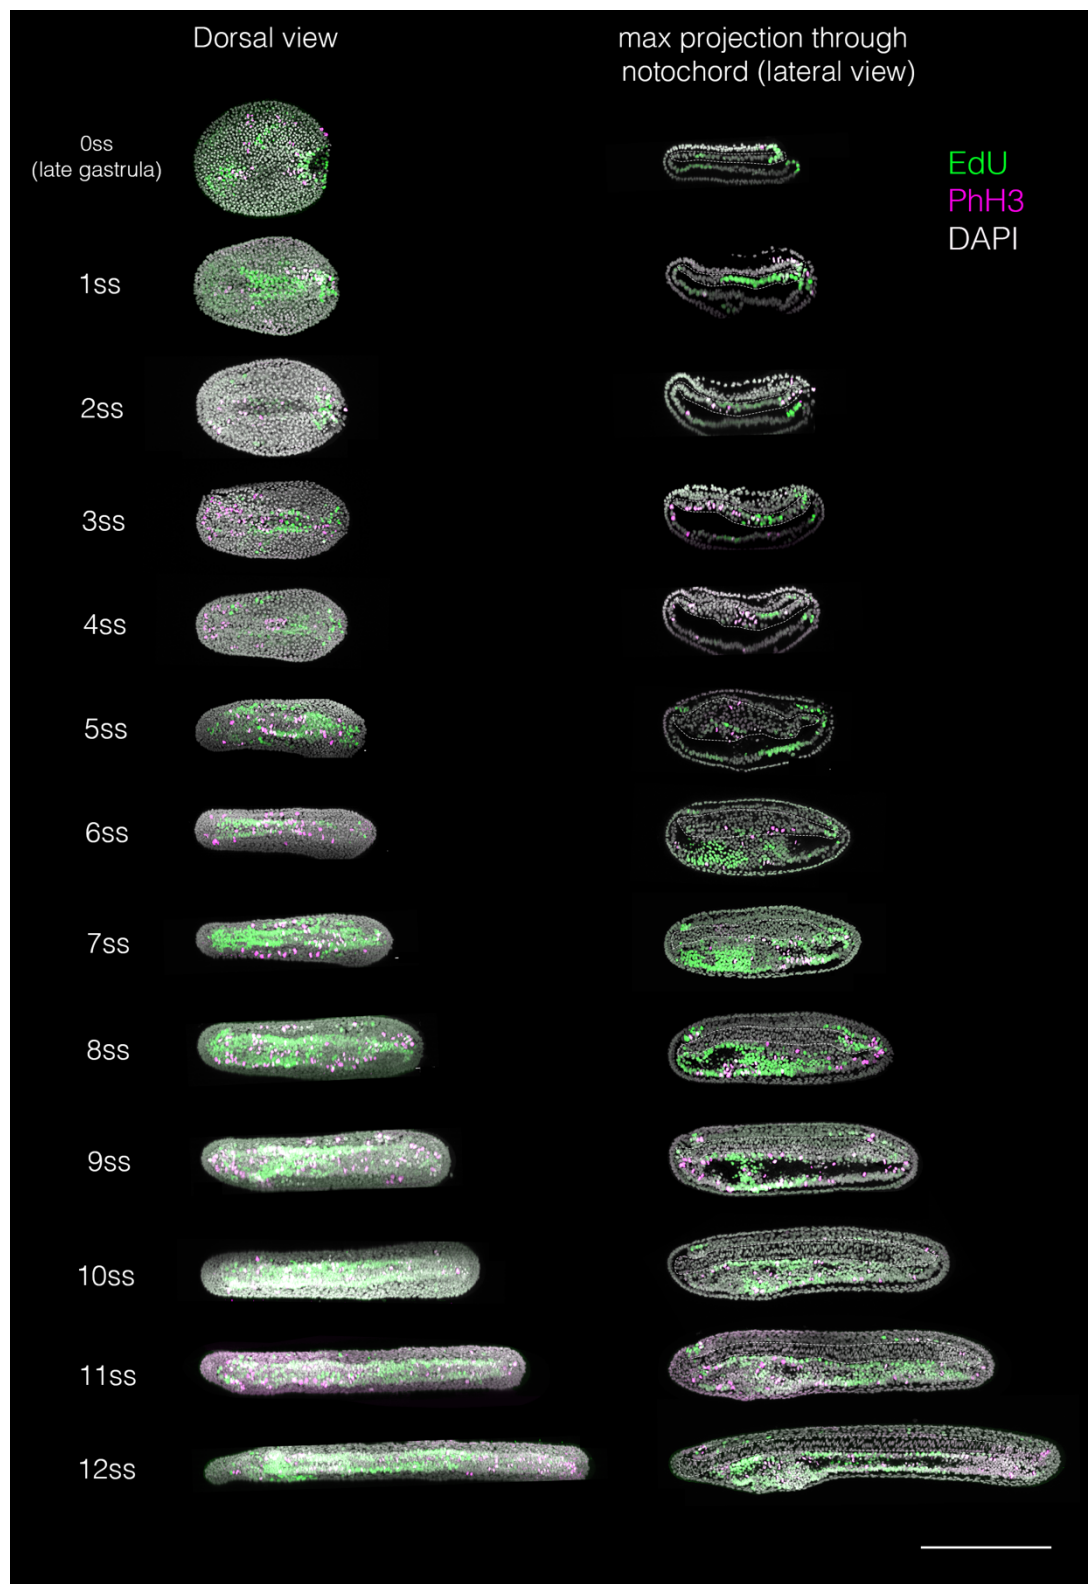 Dorsal view
max projection through
notochord (lateral view)
0ss
(late gastrula)
EdU
PhH3
DAPI
1ss
2ss
3ss
4ss
5ss
6ss
7ss
8ss
9ss
10ss
11ss
12ss